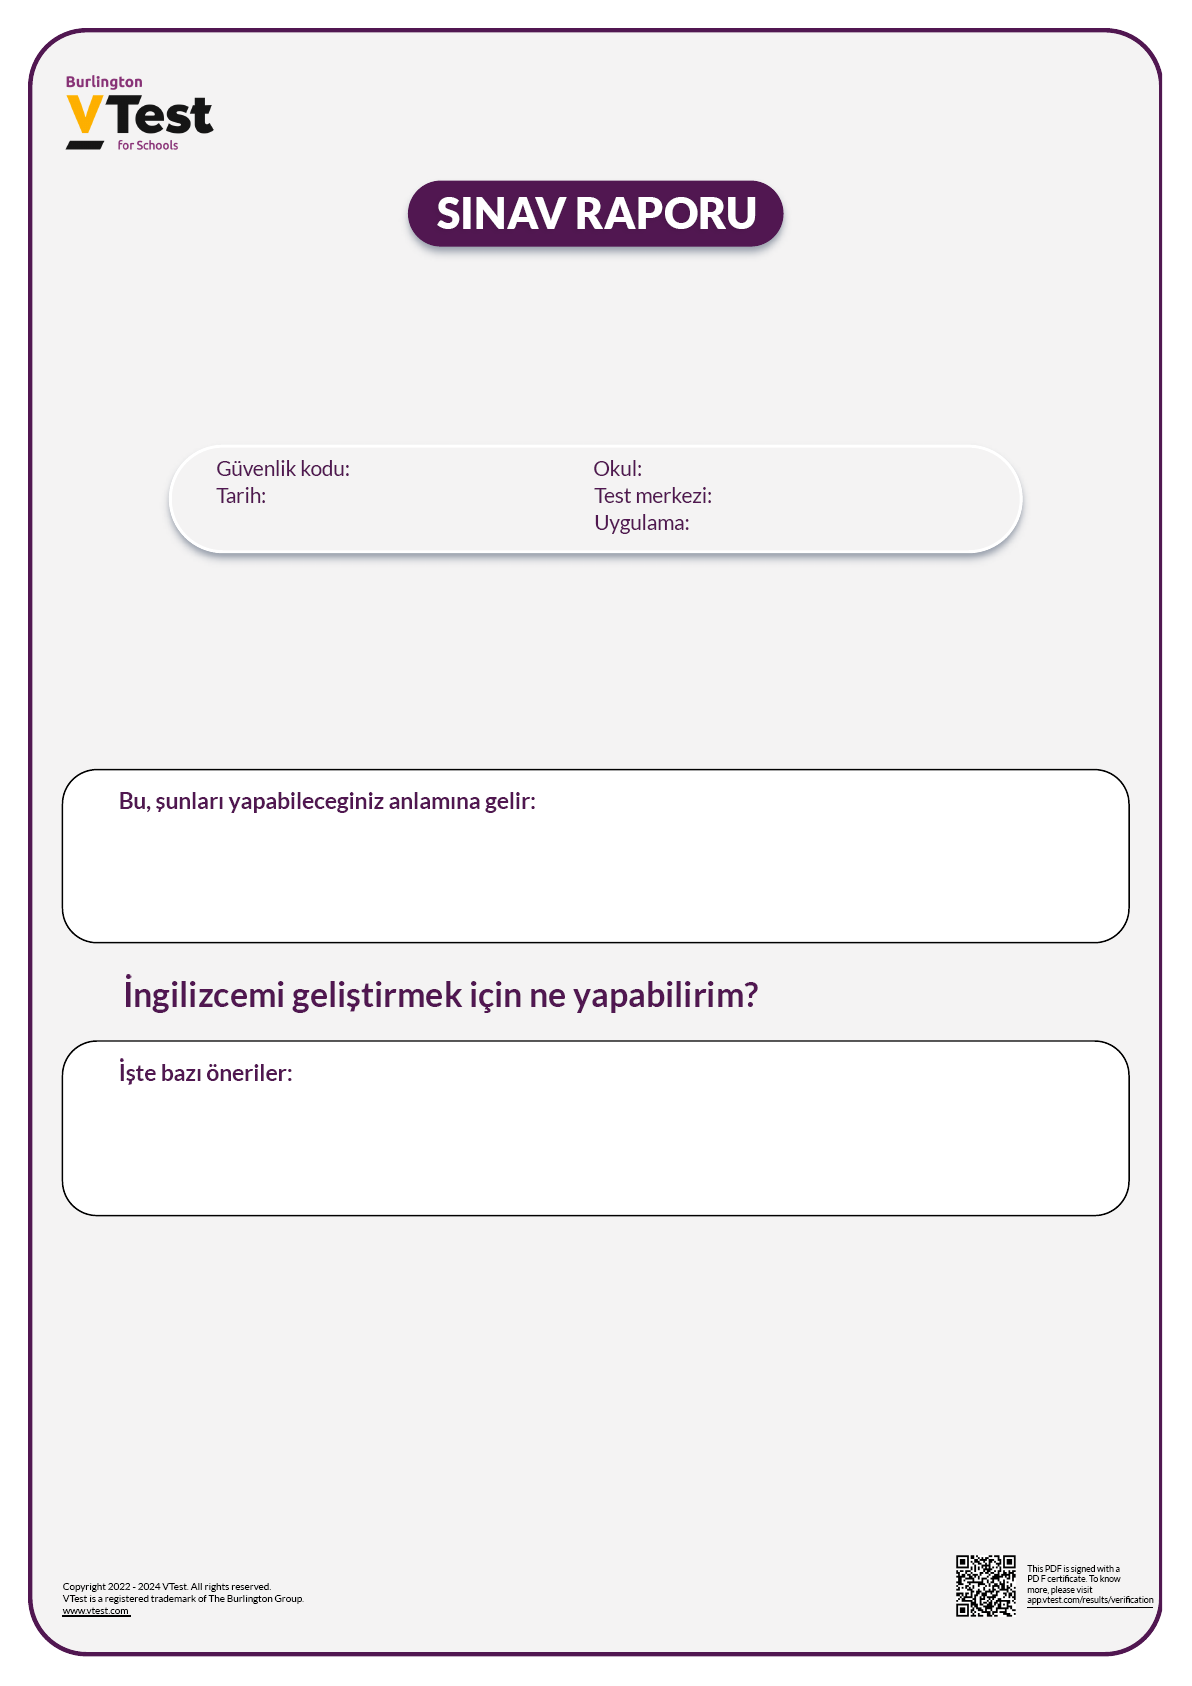 Burlington
VTest
for Schools
SINAV RAPORU
Güvenlik kodu:
Tarih:
Okul:
Test merkezi:
Uygulama:
Bu, şunları yapabileceginiz anlamına gelir:
İngilizcemi geliştirmek için ne yapabilirim?
İşte bazı öneriler:
Copyright 2022 - 2024 VTest. All rights reserved.
VTest is a registered trademark of The Burlington Group.
www.vtest.com
This PDF is signed with a
PD F certificate. To know
more, please visit
app.vtest.com/results/verification